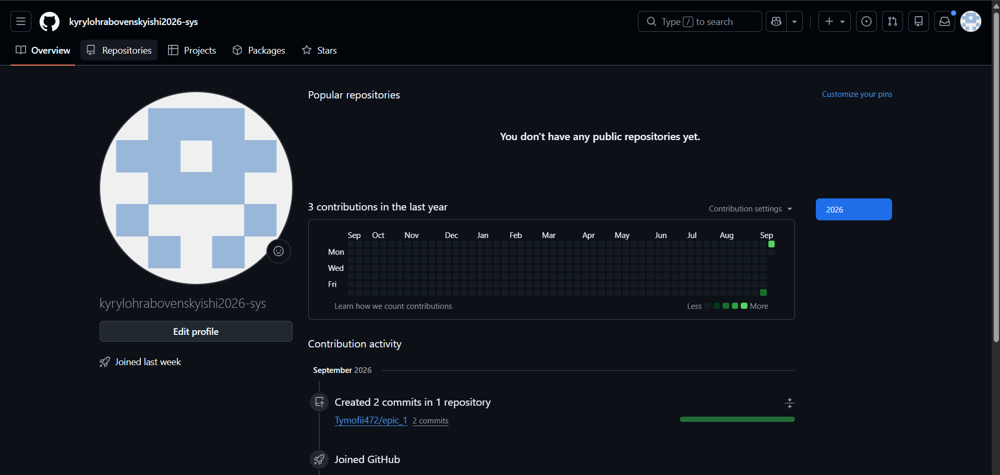 kyrylohrabovenskyishi2026-sys
Type / to search
Overview
Repositories
Projects
Packages
Stars
Popular repositories
Customize your pins
You don't have any public repositories yet.
3 contributions in the last year
Contribution settings
2026
Sep Oct Nov Dec Jan Feb Mar Apr May Jun Jul Aug Sep
Mon
Wed
Fri
Learn how we count contributions
Less More
kyrylohrabovenskyishi2026-sys
Edit profile
Joined last week
Contribution activity
September 2026
Created 2 commits in 1 repository
Tymofii472/epic_1 2 commits
Joined GitHub